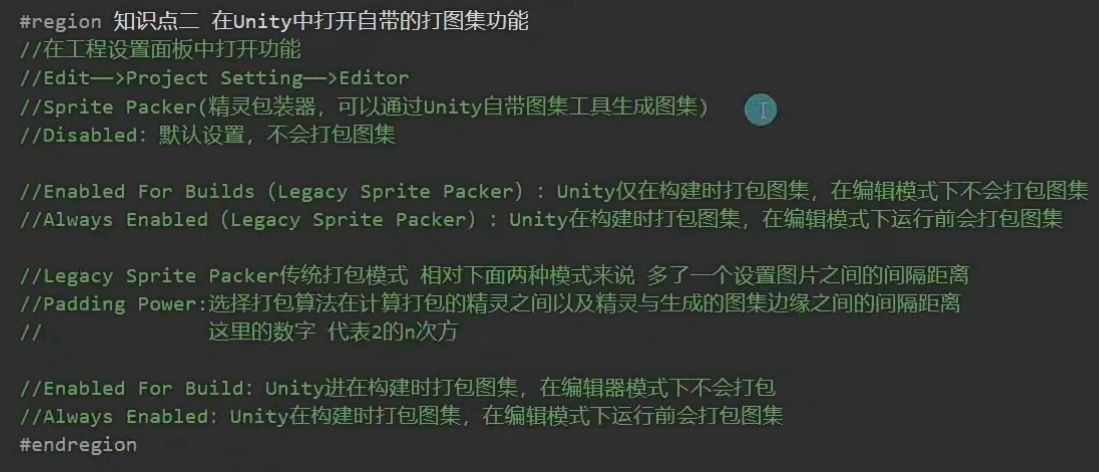 #region 知识点二 在Unity中打开自带的打图集功能
//在工程设置面板中打开功能
//Edit——>Project Setting——>Editor
//Sprite Packer(精灵包装器，可以通过Unity自带图集工具生成图集)
//Disabled：默认设置，不会打包图集
//Enabled For Builds（Legacy Sprite Packer）：Unity仅在构建时打包图集，在编辑模式下不会打包图集
//Always Enabled（Legacy Sprite Packer）：Unity在构建时打包图集，在编辑模式下运行前会打包图集
//Legacy Sprite Packer传统打包模式 相对下面两种模式来说 多了一个设置图片之间的间隔距离
//Padding Power:选择打包算法在计算打包的精灵之间以及精灵与生成的图集边缘之间的间隔距离
// 这里的数字 代表2的n次方
//Enabled For Build：Unity进在构建时打包图集，在编辑器模式下不会打包
//Always Enabled：Unity在构建时打包图集，在编辑模式下运行前会打包图集
#endregion